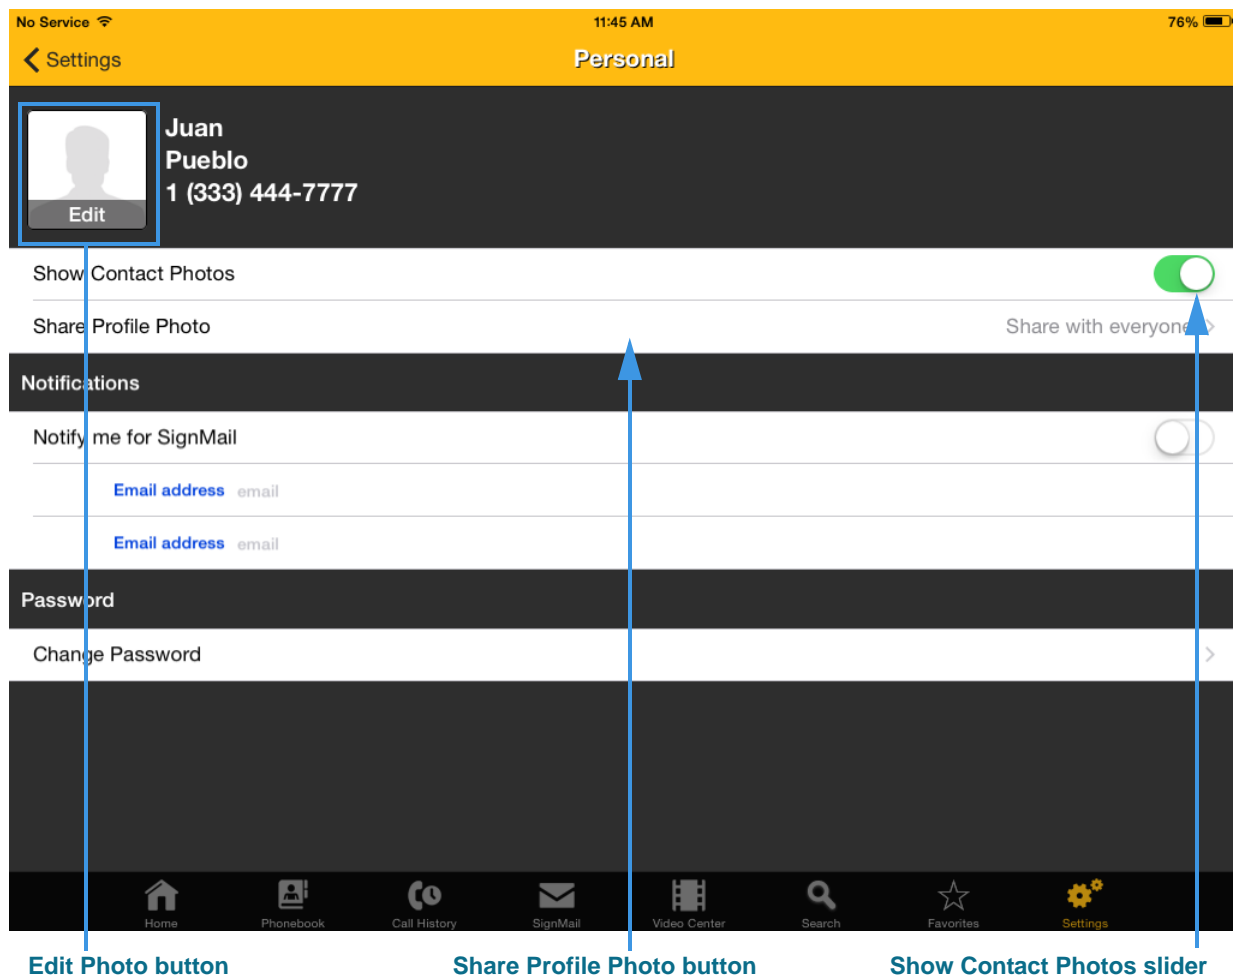 No Service 11:45 AM 76%
Settings Personal
Juan
Pueblo
1 (333) 444-7777
Edit
Show Contact Photos
Share Profile Photo Share with everyone
Notifications
Notify me for SignMail
Email address email
Email address email
Password
Change Password
Home Phonebook Call History SignMail Video Center Search Favorites Settings
Edit Photo button Share Profile Photo button Show Contact Photos slider